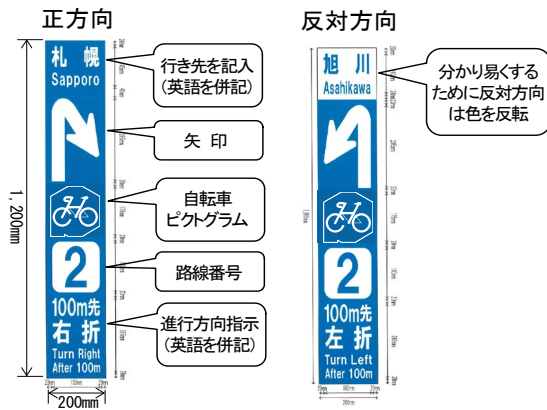 正方向
札幌
Sapporo
2
100m先
右折
Turn Right
After 100m
1,200mm
200mm
行き先を記入
(英語を併記)
矢印
自転車
ピクトグラム
路線番号
進行方向指示
(英語を併記)
反対方向
旭川
Asahikawa
2
100m先
左折
Turn Left
After 100m
分かり易くする
ために反対方向
は色を反転